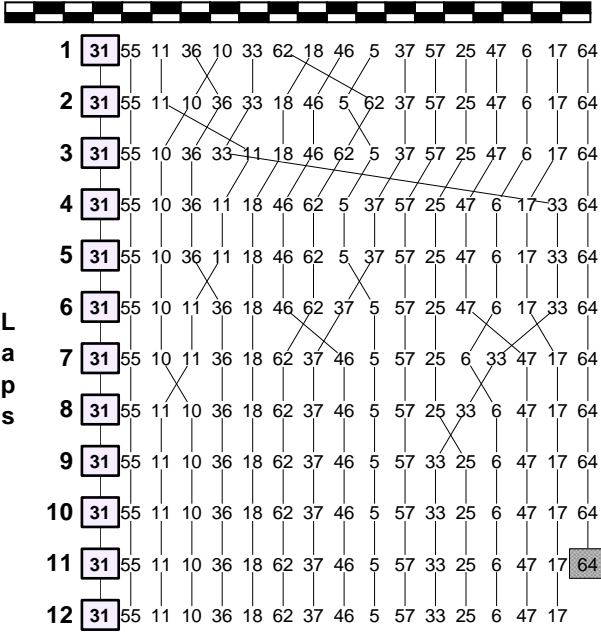 1 31 55 11 36 10 33 62 18 46 5 37 57 25 47 6 17 64
2 31 55 11 10 36 33 18 46 5 62 37 57 25 47 6 17 64
3 31 55 10 36 33 11 18 46 62 5 37 57 25 47 6 17 64
4 31 55 10 36 11 18 46 62 5 37 57 25 47 6 17 33 64
5 31 55 10 36 11 18 46 62 5 37 57 25 47 6 17 33 64
6 31 55 10 11 36 18 46 62 37 5 57 25 47 6 17 33 64
7 31 55 10 11 36 18 62 37 46 5 57 25 6 33 47 17 64
8 31 55 11 10 36 18 62 37 46 5 57 25 33 6 47 17 64
9 31 55 11 10 36 18 62 37 46 5 57 33 25 6 47 17 64
10 31 55 11 10 36 18 62 37 46 5 57 33 25 6 47 17 64
11 31 55 11 10 36 18 62 37 46 5 57 33 25 6 47 17 64
12 31 55 11 10 36 18 62 37 46 5 57 33 25 6 47 17
Laps